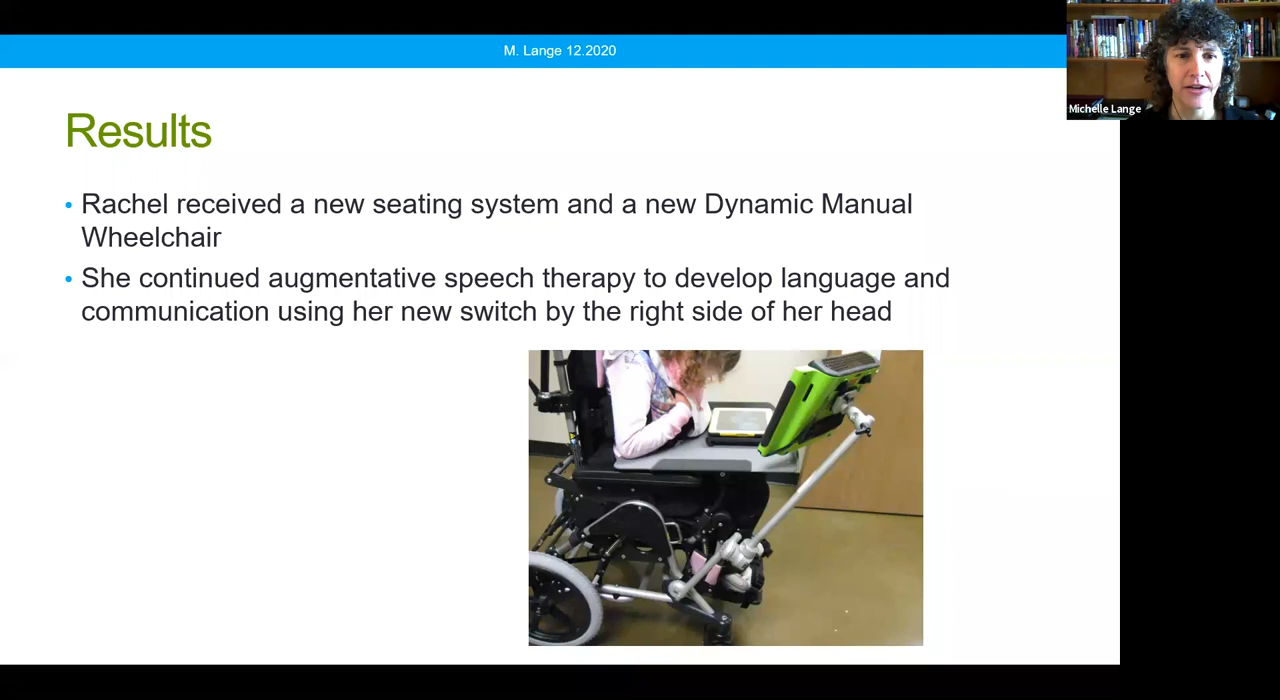 M. Lange 12.2020
Michelle Lange
Results
• Rachel received a new seating system and a new Dynamic Manual
Wheelchair
• She continued augmentative speech therapy to develop language and
communication using her new switch by the right side of her head